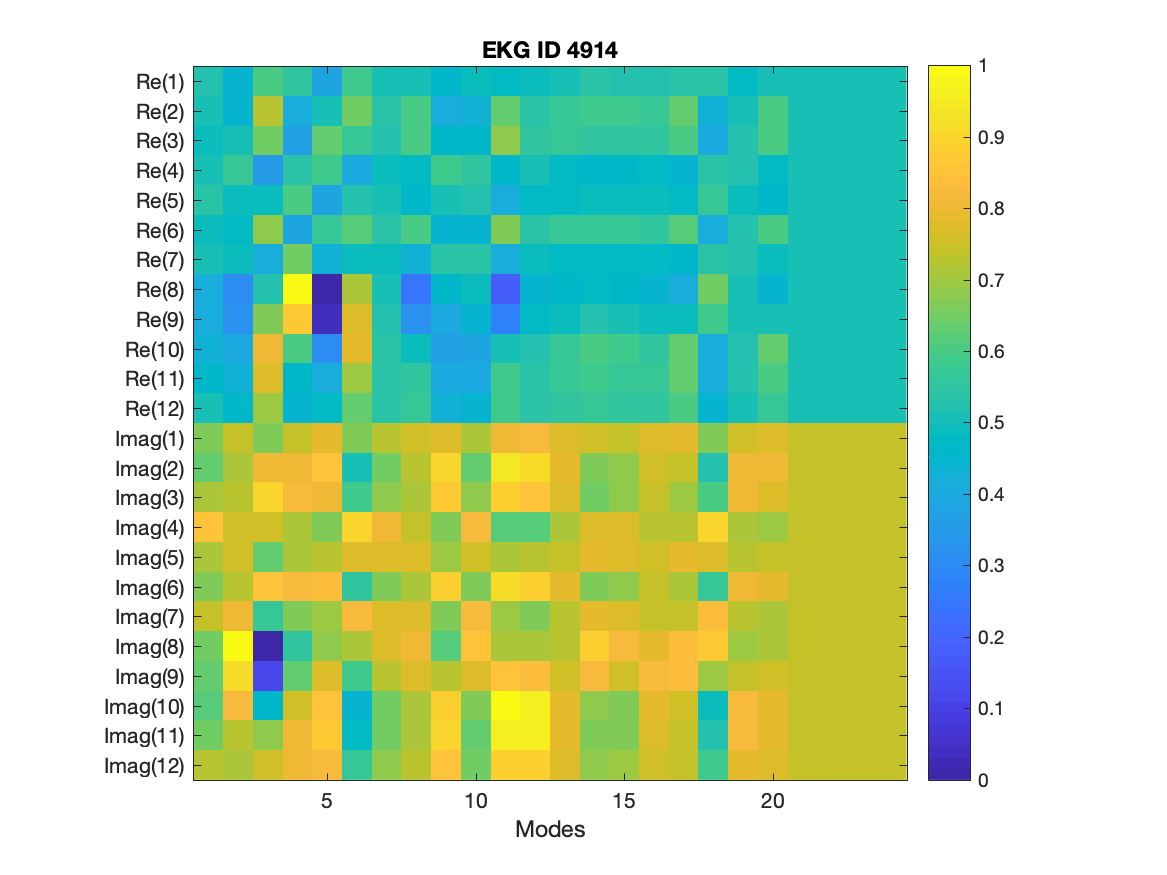 EKG ID 4914
Re(1)
Re(2)
Re(3)
Re(4)
Re(5)
Re(6)
Re(7)
Re(8)
Re(9)
Re(10)
Re(11)
Re(12)
Imag(1)
Imag(2)
Imag(3)
Imag(4)
Imag(5)
Imag(6)
Imag(7)
Imag(8)
Imag(9)
Imag(10)
Imag(11)
Imag(12)
5 10 15 20
Modes
1
0.9
0.8
0.7
0.6
0.5
0.4
0.3
0.2
0.1
0